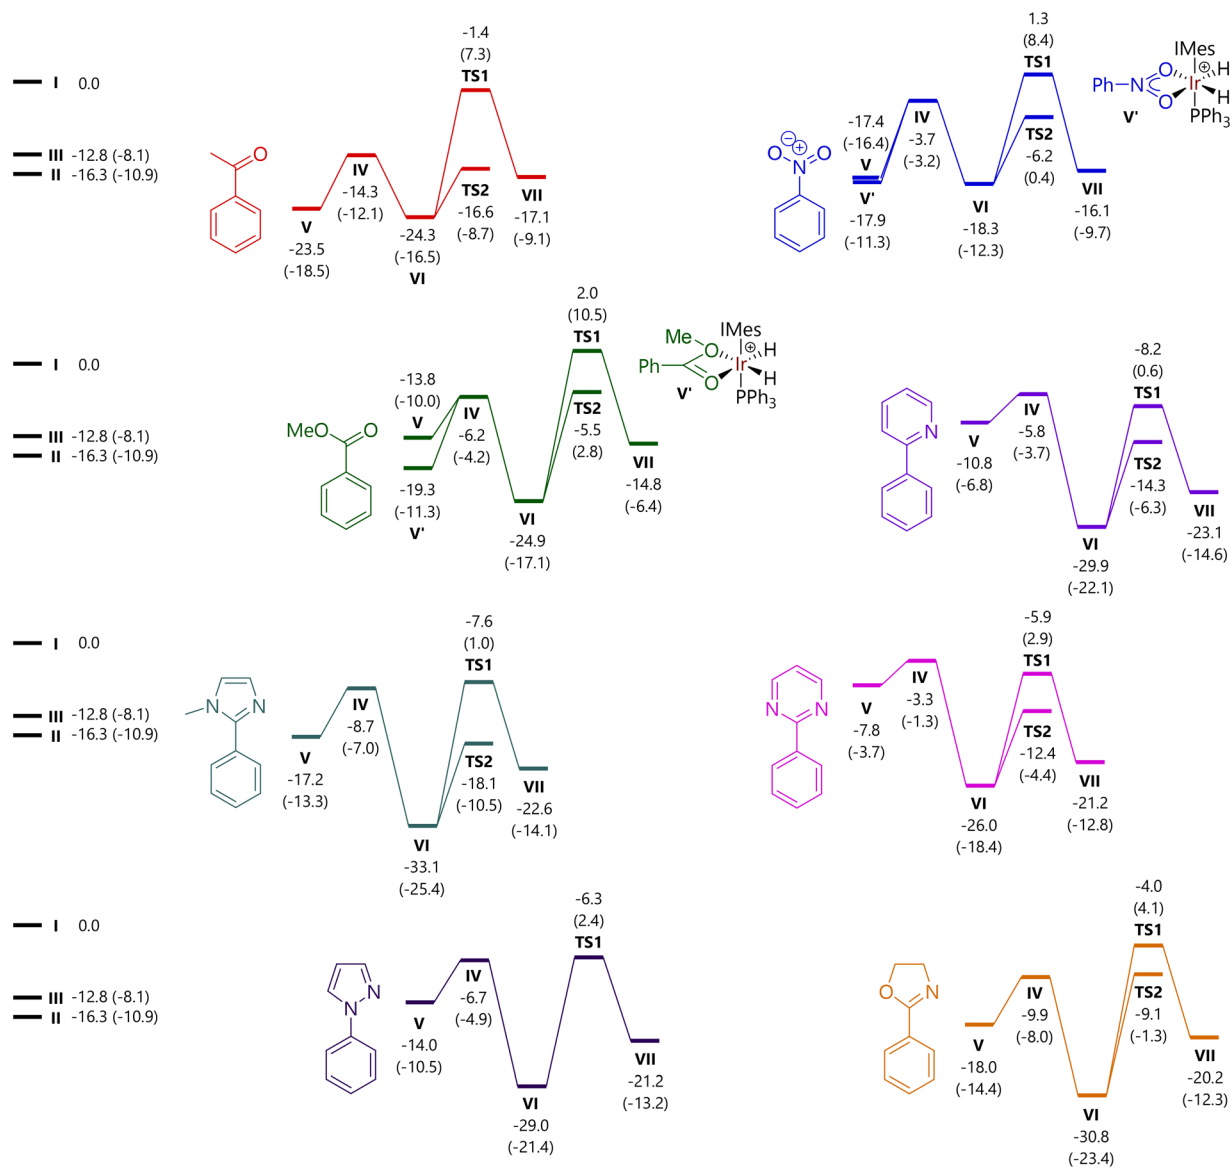 I 0.0
III -12.8 (-8.1)
II -16.3 (-10.9)
O
-1.4
(7.3)
TS1
IV
-14.3
(-12.1)
TS2
-16.6
(-8.7)
V
-23.5
(-18.5)
-24.3
(-16.5)
VI
VII
-17.1
(-9.1)
O N O
⊖ ⊕
1.3
(8.4)
TS1
-17.4
(-16.4)
V
V'
-17.9
(-11.3)
IV
-3.7
(-3.2)
TS2
-6.2
(0.4)
VI
-18.3
(-12.3)
VII
-16.1
(-9.7)
IMes
⊕
O H
Ph N Ir
O H
V' PPh3
I 0.0
III -12.8 (-8.1)
II -16.3 (-10.9)
MeO O
2.0
(10.5)
TS1
-13.8
(-10.0)
V
IV
-6.2
(-4.2)
TS2
-5.5
(2.8)
-19.3
(-11.3)
V'
VI
-24.9
(-17.1)
VII
-14.8
(-6.4)
Me IMes
⊕
O H
Ph Ir
O H
V' PPh3
N
-8.2
(0.6)
TS1
IV
-5.8
(-3.7)
V
-10.8
(-6.8)
TS2
-14.3
(-6.3)
VI
-29.9
(-22.1)
VII
-23.1
(-14.6)
I 0.0
III -12.8 (-8.1)
II -16.3 (-10.9)
N N
-7.6
(1.0)
TS1
IV
-8.7
(-7.0)
V
-17.2
(-13.3)
TS2
-18.1
(-10.5)
VI
-33.1
(-25.4)
VII
-22.6
(-14.1)
N N
-5.9
(2.9)
TS1
IV
-3.3
(-1.3)
V
-7.8
(-3.7)
TS2
-12.4
(-4.4)
VI
-26.0
(-18.4)
VII
-21.2
(-12.8)
I 0.0
III -12.8 (-8.1)
II -16.3 (-10.9)
N
N
-6.3
(2.4)
TS1
IV
-6.7
(-4.9)
V
-14.0
(-10.5)
VI
-29.0
(-21.4)
VII
-21.2
(-13.2)
O N
-4.0
(4.1)
TS1
IV
-9.9
(-8.0)
TS2
-9.1
(-1.3)
V
-18.0
(-14.4)
VI
-30.8
(-23.4)
VII
-20.2
(-12.3)